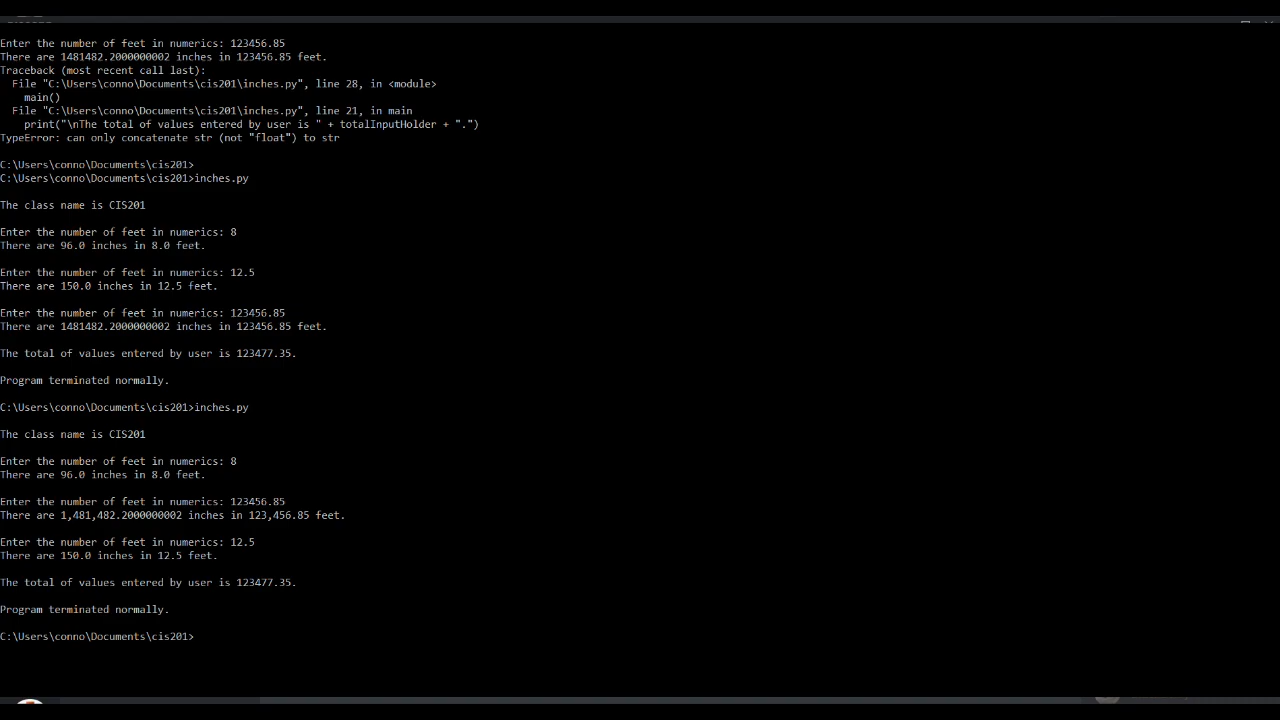 Enter the number of feet in numerics: 123456.85
There are 1481482.2000000002 inches in 123456.85 feet.
Traceback (most recent call last):
  File "C:\Users\conno\Documents\cis201\inches.py", line 28, in <module>
    main()
  File "C:\Users\conno\Documents\cis201\inches.py", line 21, in main
    print("\nThe total of values entered by user is " + totalInputHolder + ".")
TypeError: can only concatenate str (not "float") to str
C:\Users\conno\Documents\cis201>
C:\Users\conno\Documents\cis201>inches.py
The class name is CIS201
Enter the number of feet in numerics: 8
There are 96.0 inches in 8.0 feet.
Enter the number of feet in numerics: 12.5
There are 150.0 inches in 12.5 feet.
Enter the number of feet in numerics: 123456.85
There are 1481482.2000000002 inches in 123456.85 feet.
The total of values entered by user is 123477.35.
Program terminated normally.
C:\Users\conno\Documents\cis201>inches.py
The class name is CIS201
Enter the number of feet in numerics: 8
There are 96.0 inches in 8.0 feet.
Enter the number of feet in numerics: 123456.85
There are 1,481,482.2000000002 inches in 123,456.85 feet.
Enter the number of feet in numerics: 12.5
There are 150.0 inches in 12.5 feet.
The total of values entered by user is 123477.35.
Program terminated normally.
C:\Users\conno\Documents\cis201>